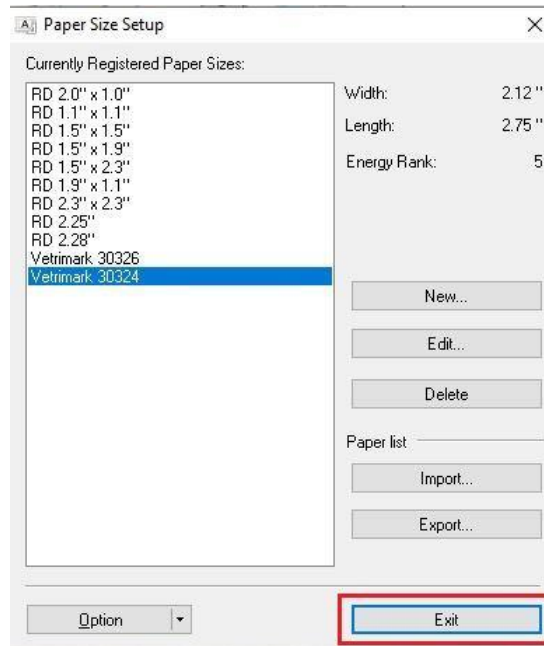 Paper Size Setup
Currently Registered Paper Sizes:
RD 2.0" x 1.0"
RD 1.1" x 1.1"
RD 1.5" x 1.5"
RD 1.5" x 1.9"
RD 1.5" x 2.3"
RD 1.9" x 1.1"
RD 2.3" x 2.3"
RD 2.25"
RD 2.28"
Vetrimark 30326
Vetrimark 30324
Width: 2.12 "
Length: 2.75 "
Energy Rank: 5
New...
Edit...
Delete
Paper list
Import...
Export...
Option
Exit